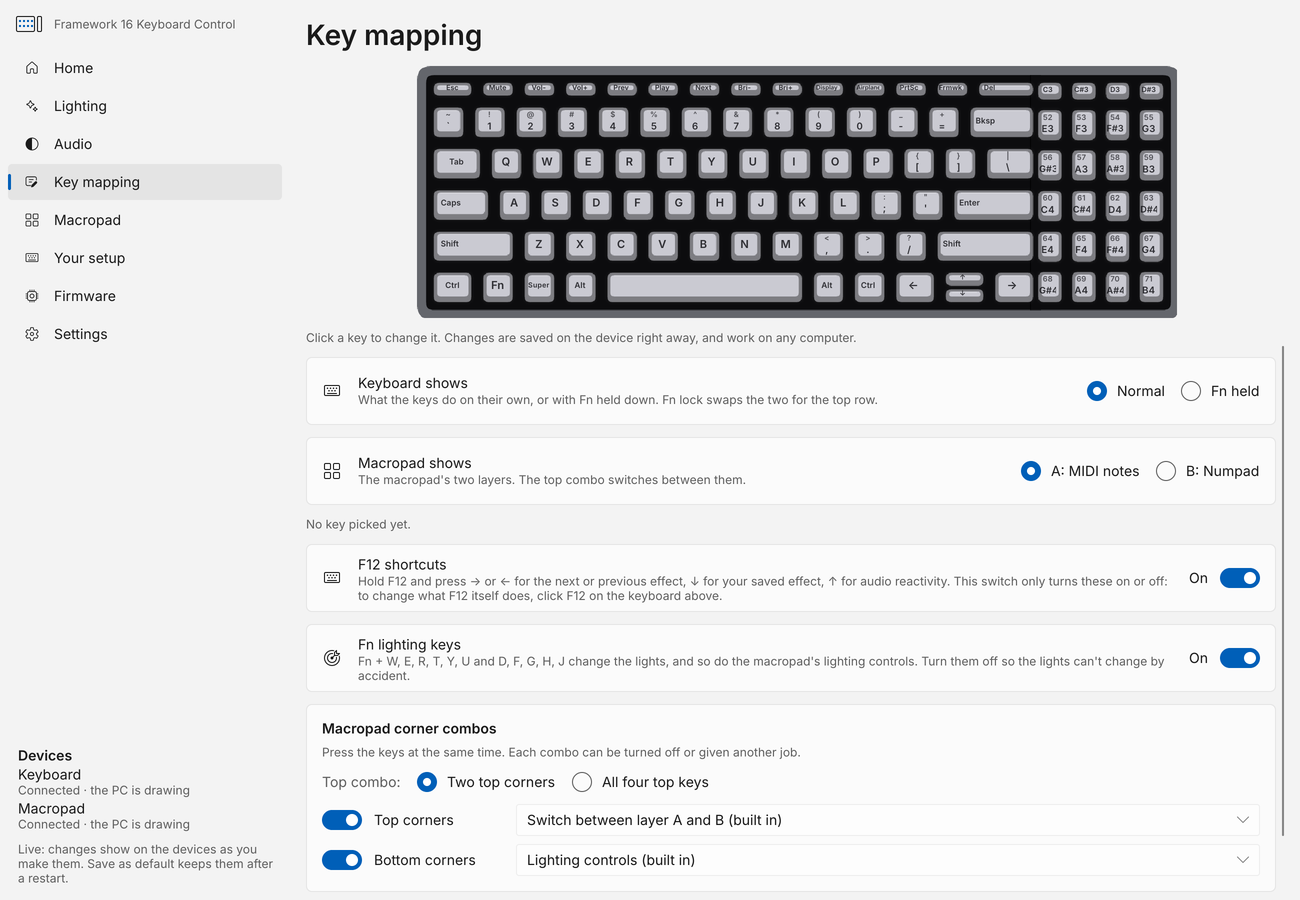 Framework 16 Keyboard Control
Home
Lighting
Audio
Key mapping
Macropad
Your setup
Firmware
Settings
Devices
Keyboard
Connected · the PC is drawing
Macropad
Connected · the PC is drawing
Live: changes show on the devices as you
make them. Save as default keeps them after
a restart.
Key mapping
Esc Mute Vol- Vol+ Prev Play Next Bri- Bri+ Display Airplane PrtSc Frmwk Del C3 C#3 D3 D#3
~ ! @ # $ % ^ & * ( ) _ + 52 53 54 55
` 1 2 3 4 5 6 7 8 9 0 - = Bksp E3 F3 F#3 G3
Tab Q W E R T Y U I O P { [ } ] | \ 56 57 58 59
G#3 A3 A#3 B3
Caps A S D F G H J K L : ; " ' Enter 60 61 62 63
C4 C#4 D4 D#4
Shift Z X C V B N M < , > . ? / Shift 64 65 66 67
E4 F4 F#4 G4
Ctrl Fn Super Alt Alt Ctrl ← ↑ ↓ → 68 69 70 71
G#4 A4 A#4 B4
Click a key to change it. Changes are saved on the device right away, and work on any computer.
Keyboard shows
What the keys do on their own, or with Fn held down. Fn lock swaps the two for the top row.
Normal Fn held
Macropad shows
The macropad's two layers. The top combo switches between them.
A: MIDI notes B: Numpad
No key picked yet.
F12 shortcuts
Hold F12 and press → or ← for the next or previous effect, ↓ for your saved effect, ↑ for audio reactivity. This switch only turns these on or off:
to change what F12 itself does, click F12 on the keyboard above.
On
Fn lighting keys
Fn + W, E, R, T, Y, U and D, F, G, H, J change the lights, and so do the macropad's lighting controls. Turn them off so the lights can't change by
accident.
On
Macropad corner combos
Press the keys at the same time. Each combo can be turned off or given another job.
Top combo: Two top corners All four top keys
Top corners Switch between layer A and B (built in)
Bottom corners Lighting controls (built in)